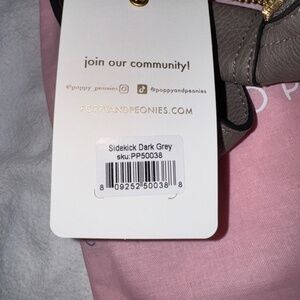 join our community!
@poppy_peonies @poppyandpeonies
POPPYANDPEONIES.COM
Sidekick Dark Grey
sku:PP50038
8 09252 50038 8